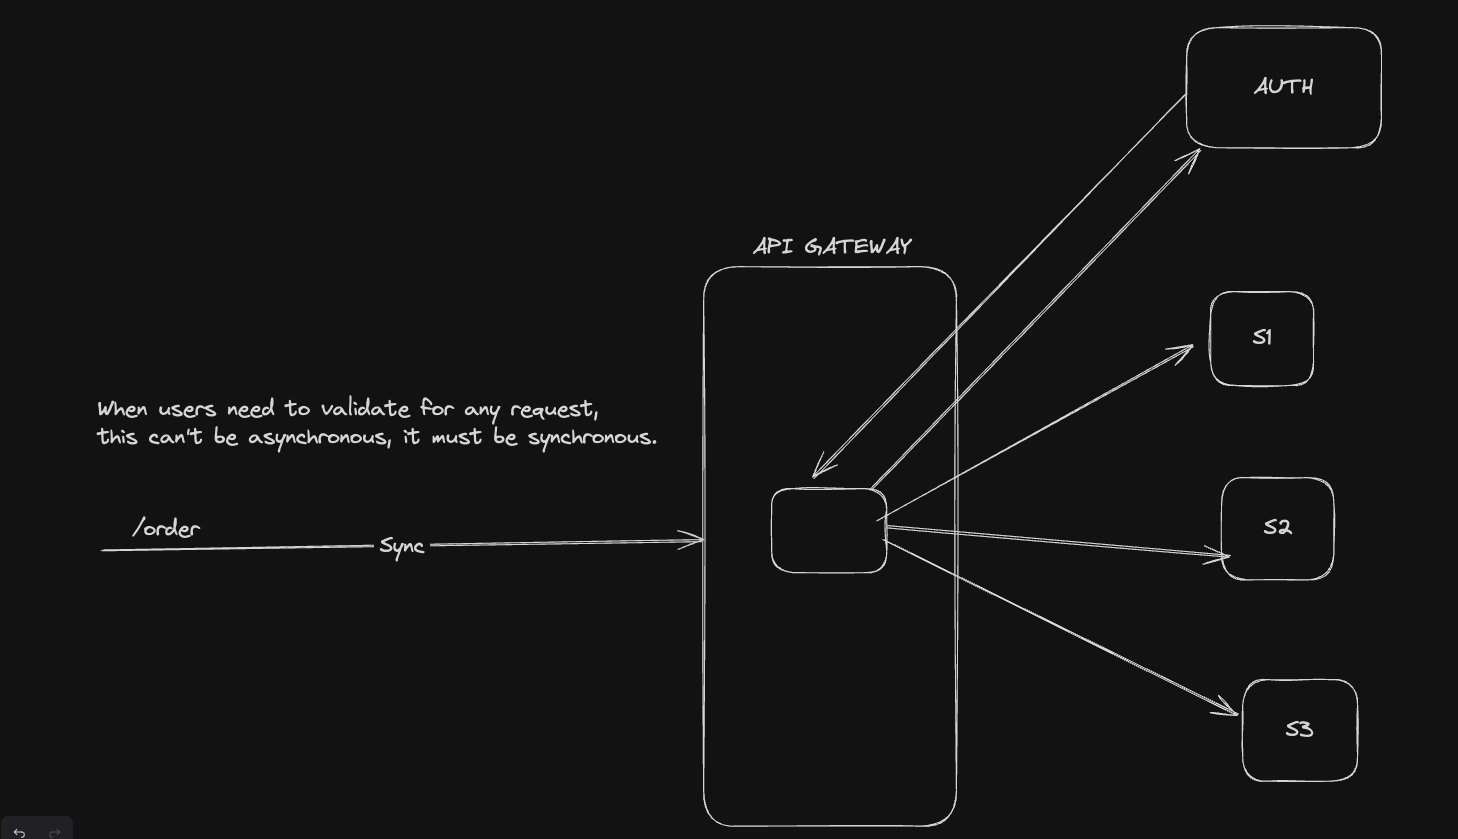 AUTH
API GATEWAY
S1
When users need to validate for any request,
this can't be asynchronous, it must be synchronous.
/order
Sync
S2
S3